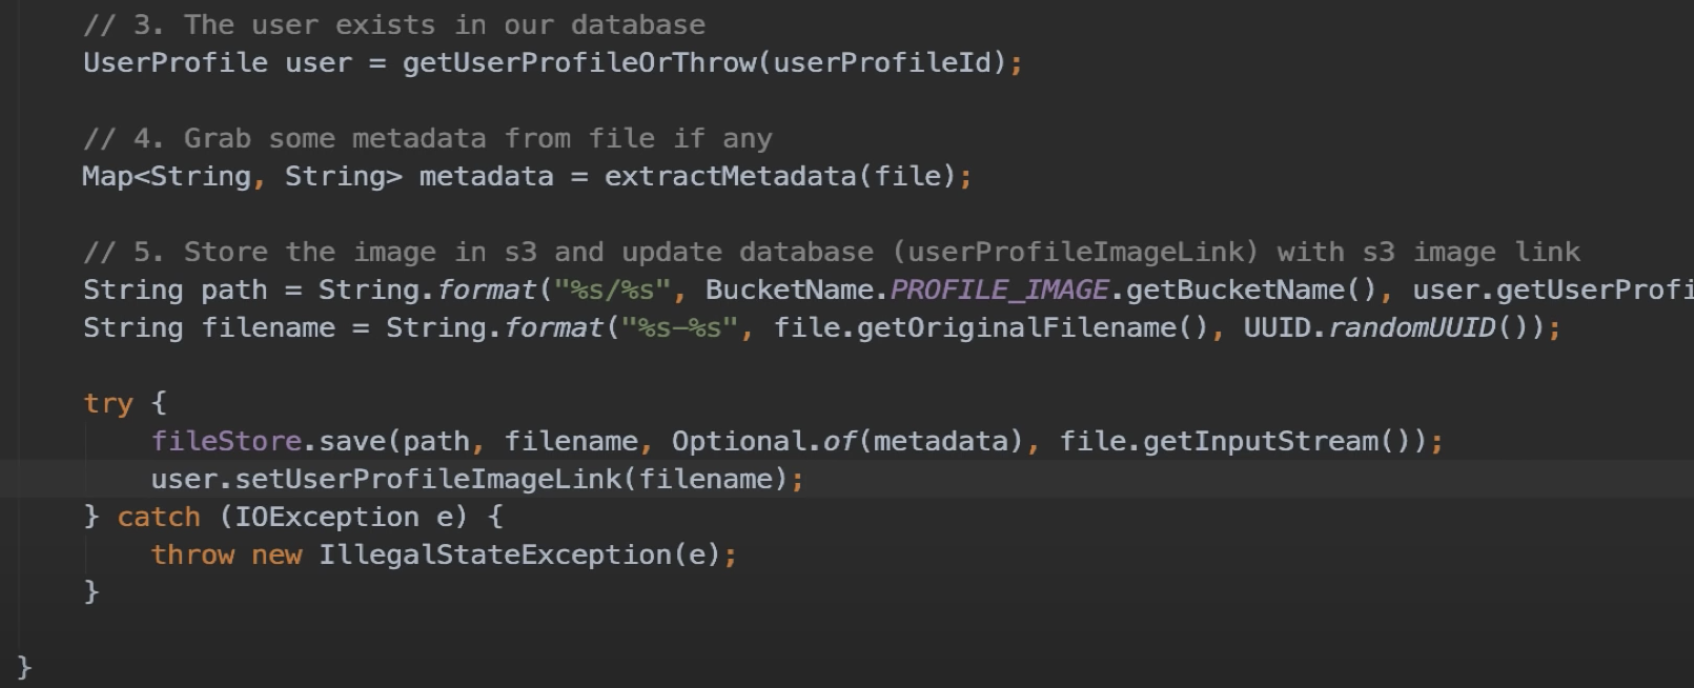 // 3. The user exists in our database
UserProfile user = getUserProfileOrThrow(userProfileId);
// 4. Grab some metadata from file if any
Map<String, String> metadata = extractMetadata(file);
// 5. Store the image in s3 and update database (userProfileImageLink) with s3 image link
String path = String.format("%s/%s", BucketName.PROFILE_IMAGE.getBucketName(), user.getUserProfi
String filename = String.format("%s-%s", file.getOriginalFilename(), UUID.randomUUID());
try {
fileStore.save(path, filename, Optional.of(metadata), file.getInputStream());
user.setUserProfileImageLink(filename);
} catch (IOException e) {
throw new IllegalStateException(e);
}
}